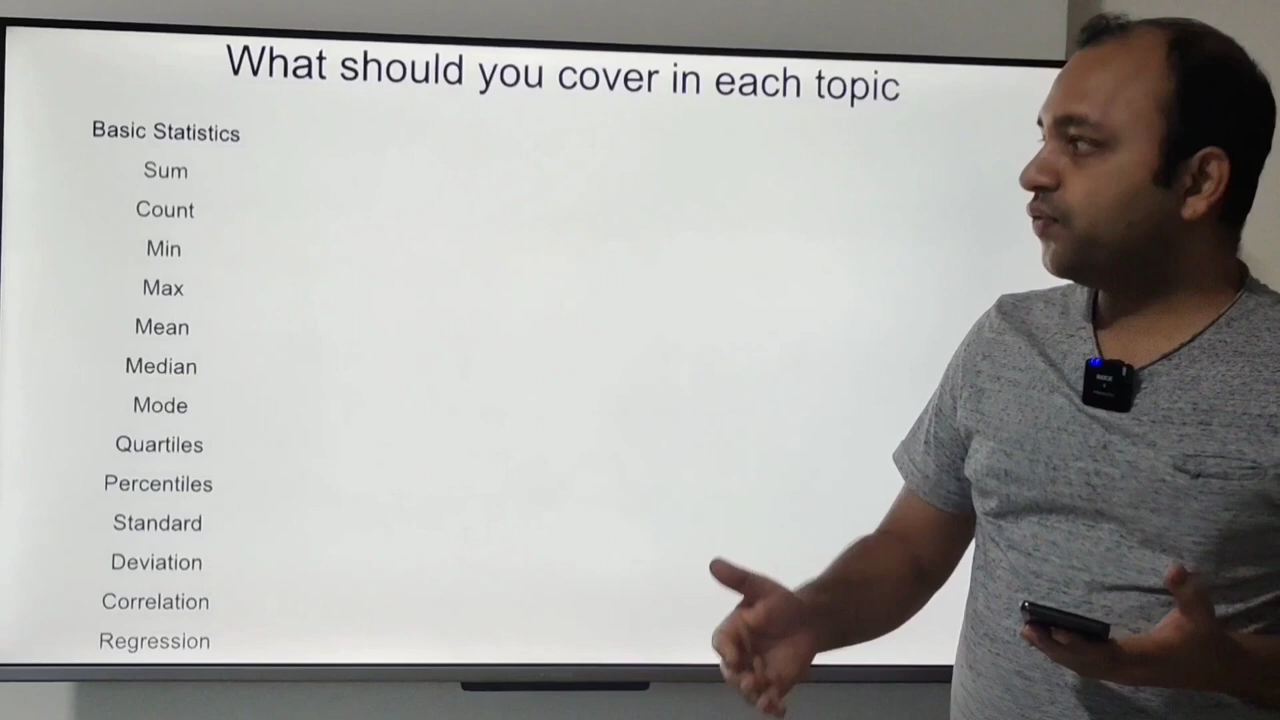 What should you cover in each topic
Basic Statistics
Sum
Count
Min
Max
Mean
Median
Mode
Quartiles
Percentiles
Standard
Deviation
Correlation
Regression